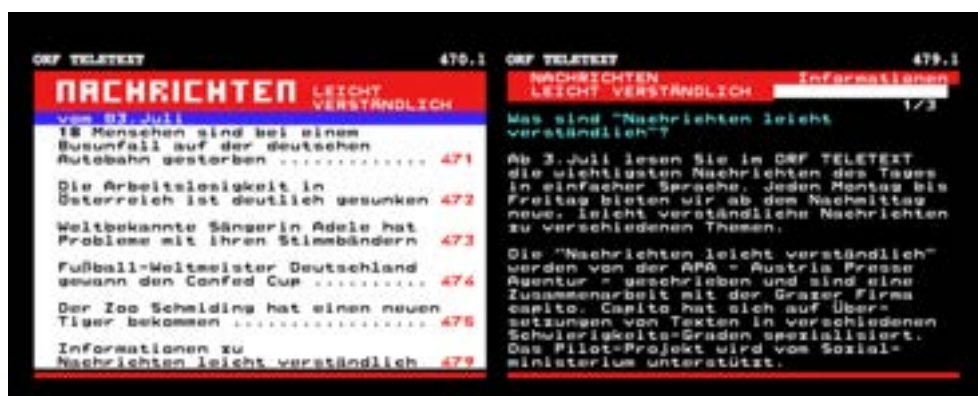 ORF TELETEXT 470.1
NACHRICHTEN LEICHT
VERSTÄNDLICH
vom 03.Juli
18 Menschen sind bei einem
Busunfall auf der deutschen
Autobahn gestorben ............. 471
Die Arbeitslosigkeit in
Österreich ist deutlich gesunken 472
Weltbekannte Sängerin Adele hat
Probleme mit ihren Stimmbändern 473
Fußball-Weltmeister Deutschland
gewann den Confed Cup .......... 474
Der Zoo Schmiding hat einen neuen
Tiger bekommen ................. 475
Informationen zu
Nachrichten leicht verständlich 479
ORF TELETEXT 479.1
NACHRICHTEN Informationen
LEICHT VERSTÄNDLICH
1/3
Was sind "Nachrichten leicht
verständlich"?
Ab 3.Juli lesen Sie im ORF TELETEXT
die wichtigsten Nachrichten des Tages
in einfacher Sprache. Jeden Montag bis
Freitag bieten wir ab dem Nachmittag
neue, leicht verständliche Nachrichten
zu verschiedenen Themen.
Die "Nachrichten leicht verständlich"
werden von der APA - Austria Presse
Agentur - geschrieben und sind eine
Zusammenarbeit mit der Grazer Firma
capito. Capito hat sich auf Über-
setzungen von Texten in verschiedenen
Schwierigkeits-Graden spezialisiert.
Das Pilot-Projekt wird vom Sozial-
ministerium unterstützt.